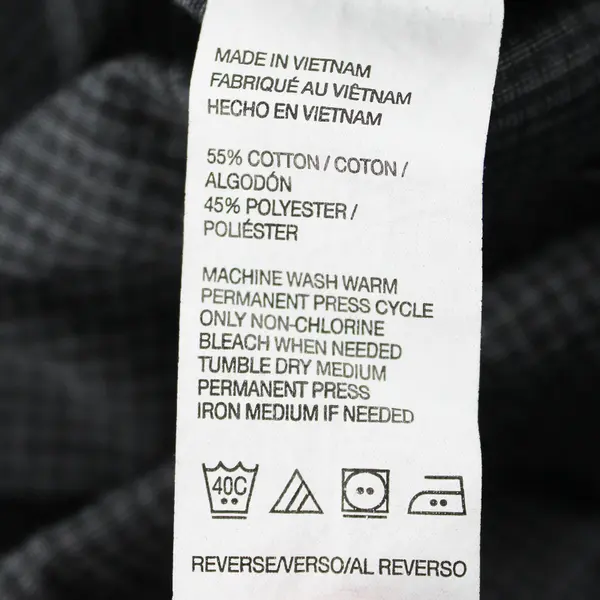 MADE IN VIETNAM
FABRIQUÉ AU VIÊTNAM
HECHO EN VIETNAM
55% COTTON / COTON /
ALGODÓN
45% POLYESTER /
POLIÉSTER
MACHINE WASH WARM
PERMANENT PRESS CYCLE
ONLY NON-CHLORINE
BLEACH WHEN NEEDED
TUMBLE DRY MEDIUM
PERMANENT PRESS
IRON MEDIUM IF NEEDED
40C
REVERSE/VERSO/AL REVERSO